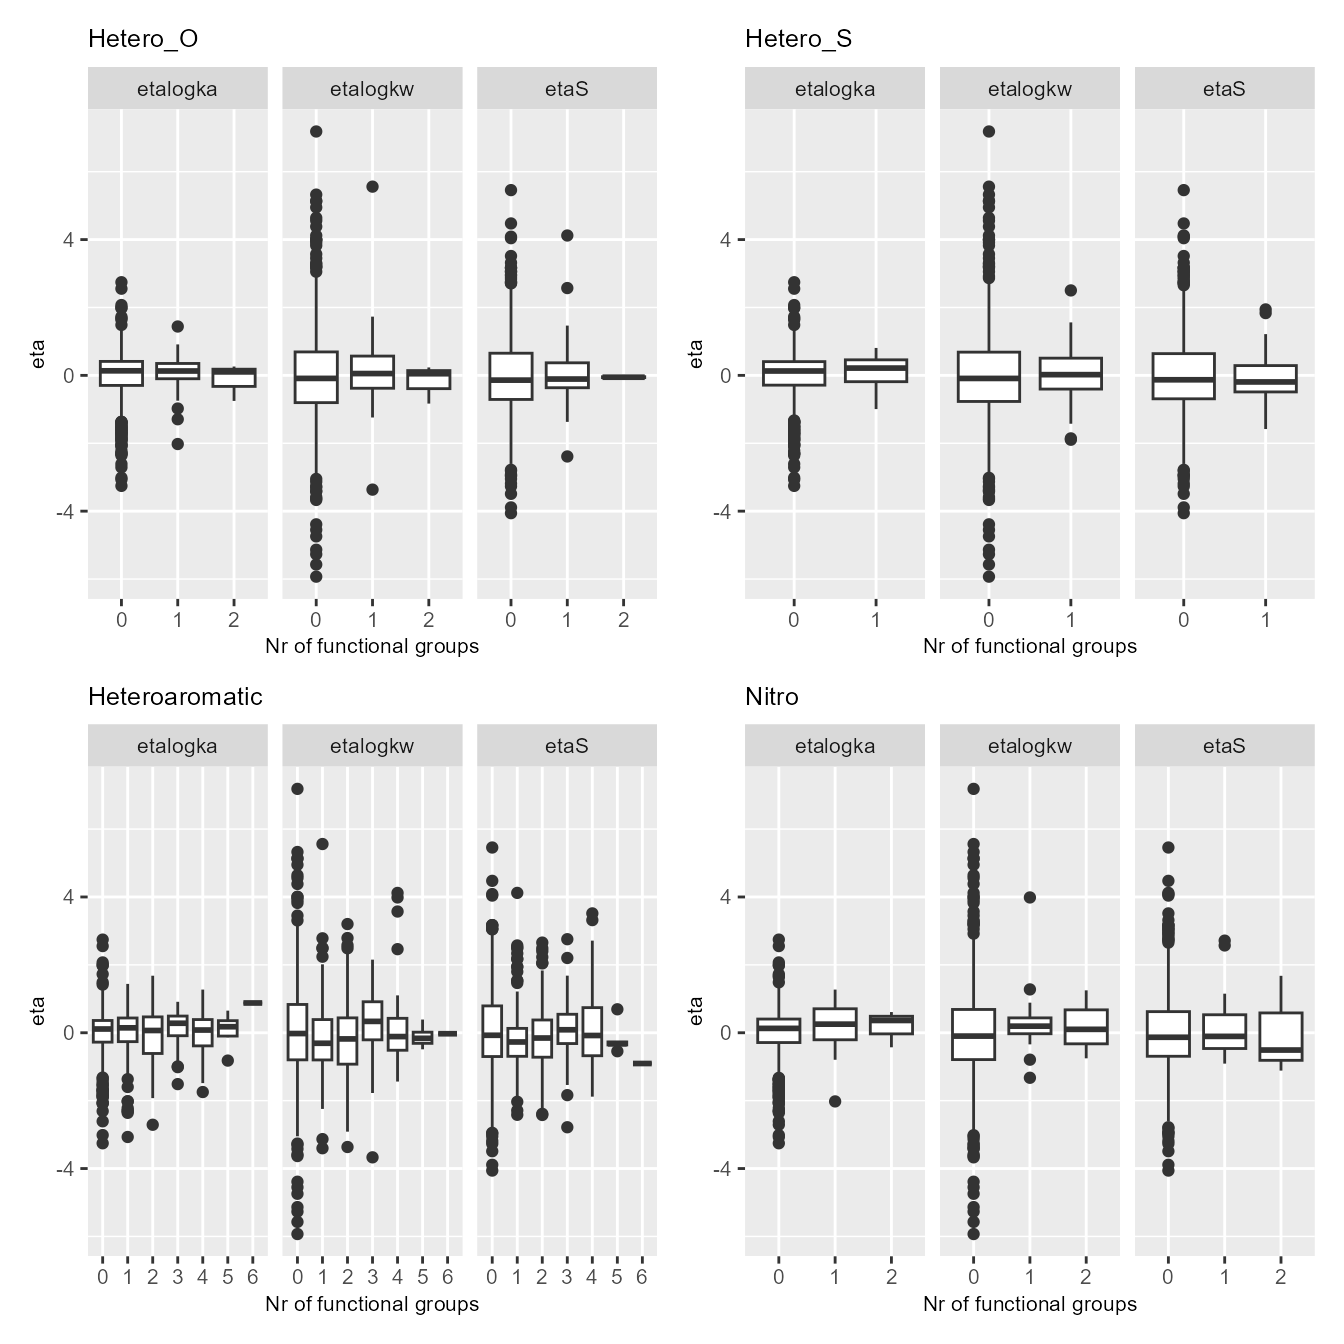 Hetero_O
etalogka etalogkw etaS
eta
4
0
-4
0 1 2 0 1 2 0 1 2
Nr of functional groups
Hetero_S
etalogka etalogkw etaS
eta
4
0
-4
0 1 0 1 0 1
Nr of functional groups
Heteroaromatic
etalogka etalogkw etaS
eta
4
0
-4
0 1 2 3 4 5 6 0 1 2 3 4 5 6 0 1 2 3 4 5 6
Nr of functional groups
Nitro
etalogka etalogkw etaS
eta
4
0
-4
0 1 2 0 1 2 0 1 2
Nr of functional groups